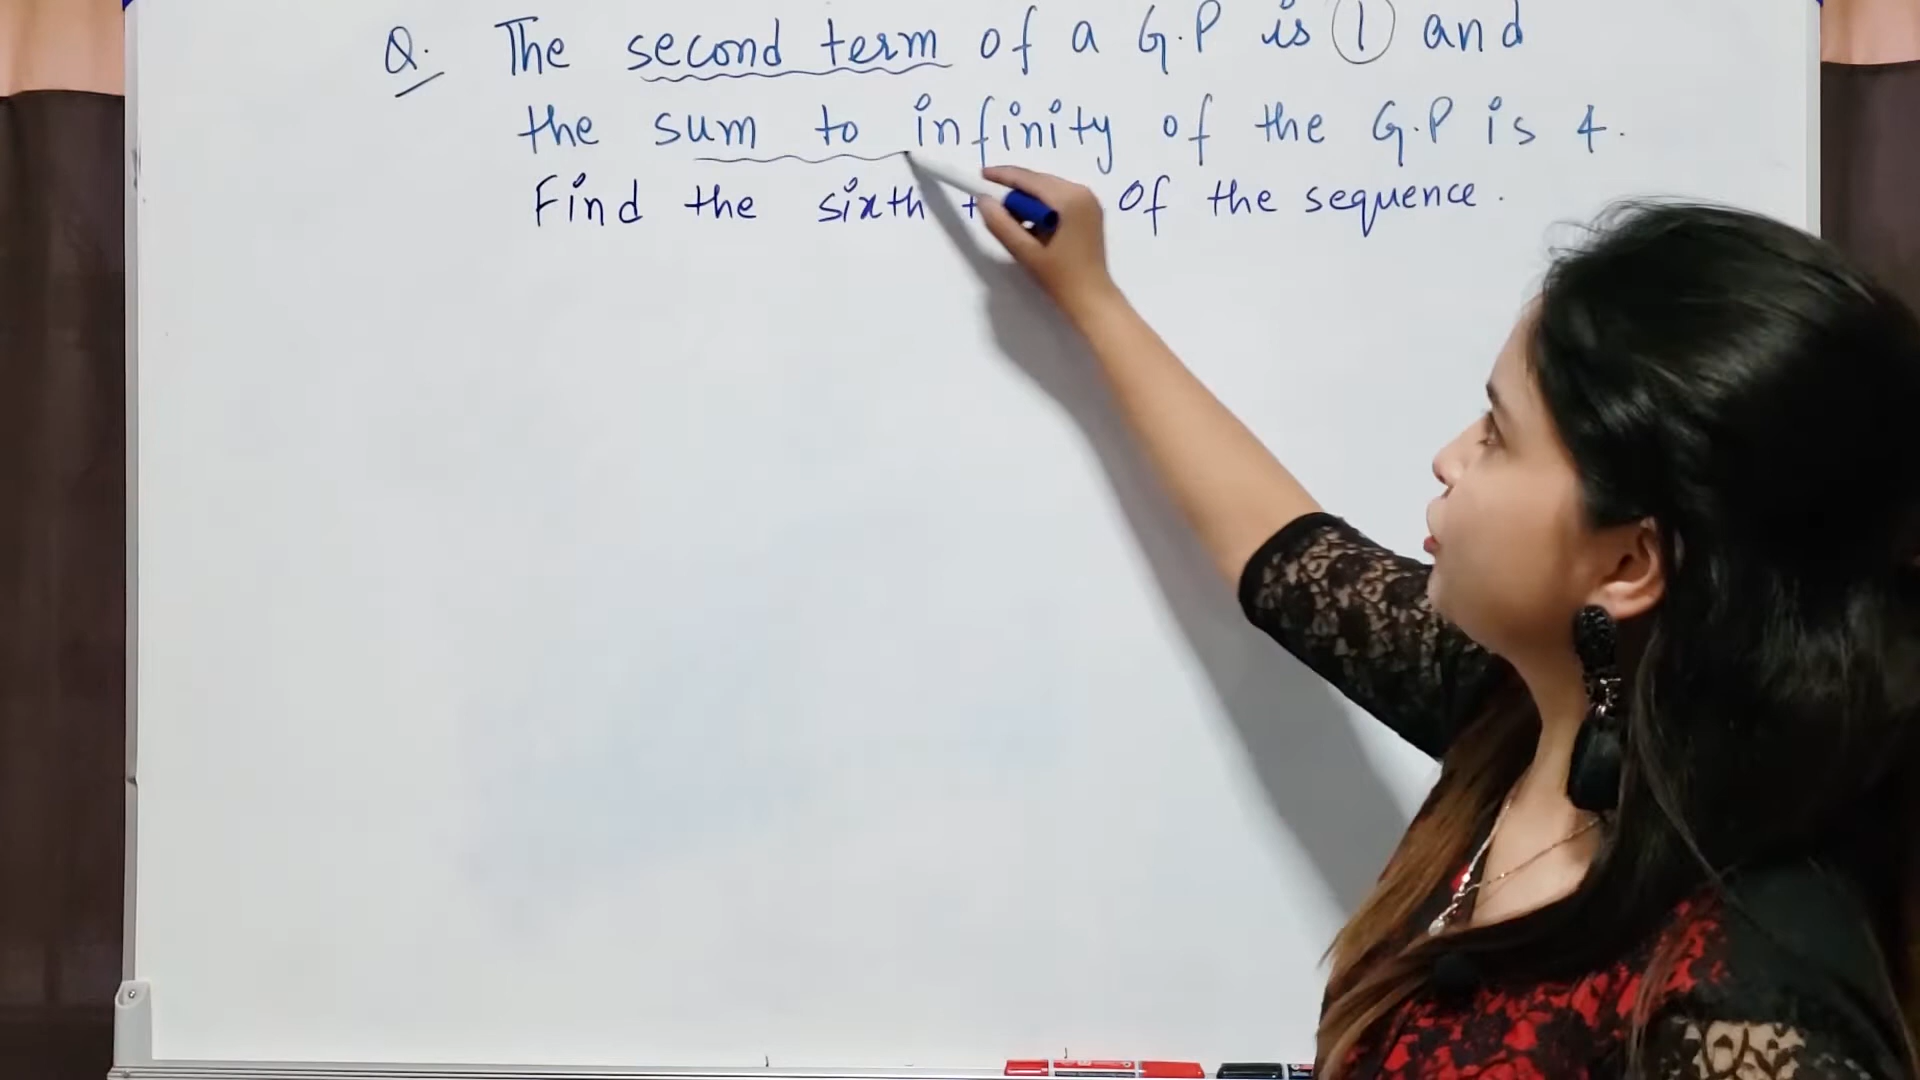 Q. The second term of a G.P is 1 and
the sum to infinity of the G.P is 4.
Find the sixth of the sequence.